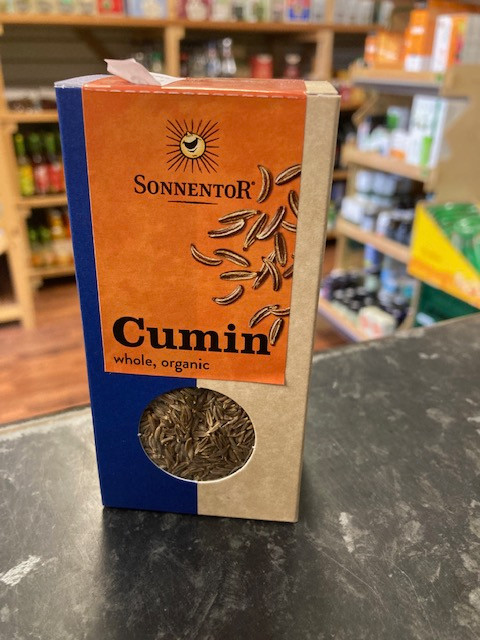 SONNENTOR®
Cumin
whole, organic